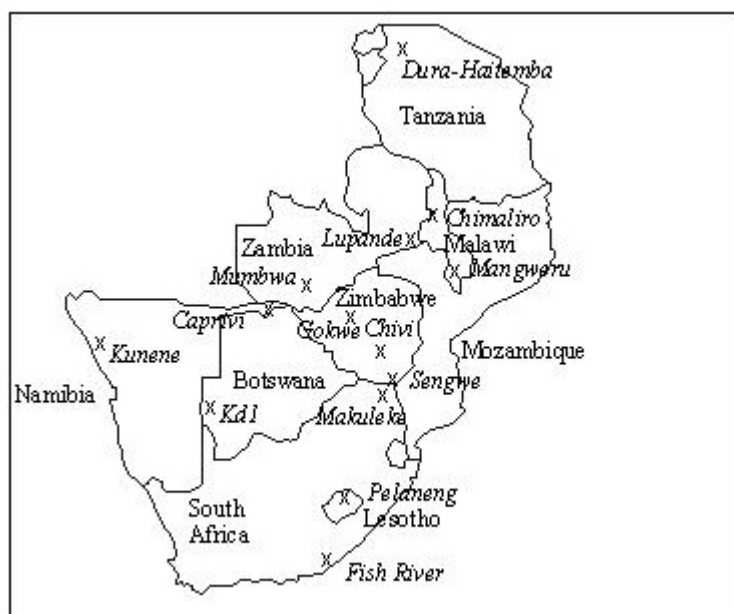 Dura-Haitemba
Tanzania
Chimaliro
Lupande
Malawi
Zambia
Mangweru
Mumbwa
Zimbabwe
Caprivi
Gokwe
Chivi
Kunene
Mozambique
Botswana
Sengwe
Namibia
Makuleke
Kd1
Pelaneng
South
Africa
Lesotho
Fish River